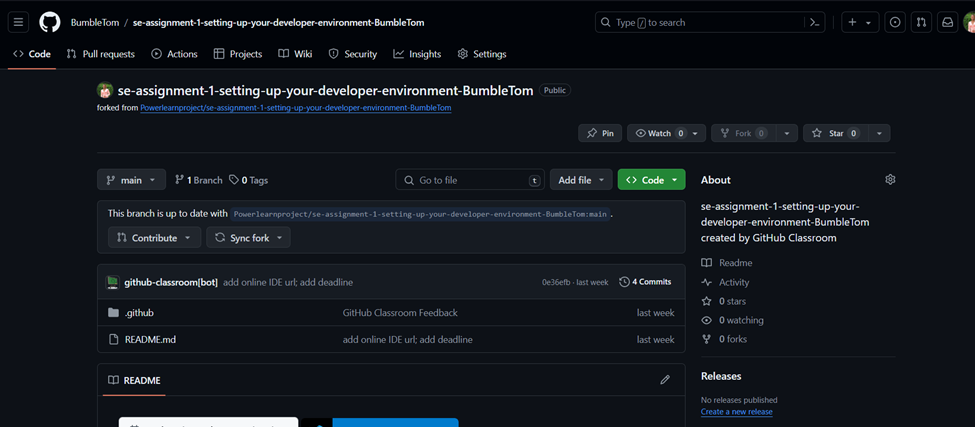 BumbleTom / se-assignment-1-setting-up-your-developer-environment-BumbleTom
Type / to search
Code Pull requests Actions Projects Wiki Security Insights Settings
se-assignment-1-setting-up-your-developer-environment-BumbleTom Public
forked from Powerlearnproject/se-assignment-1-setting-up-your-developer-environment-BumbleTom
Pin Watch 0 Fork 0 Star 0
main 1 Branch 0 Tags Go to file t Add file Code
This branch is up to date with Powerlearnproject/se-assignment-1-setting-up-your-developer-environment-BumbleTom:main .
Contribute Sync fork
github-classroom[bot] add online IDE url; add deadline 0e36efb · last week 4 Commits
.github GitHub Classroom Feedback last week
README.md add online IDE url; add deadline last week
README
About
se-assignment-1-setting-up-your-
developer-environment-BumbleTom
created by GitHub Classroom
Readme
Activity
0 stars
0 watching
0 forks
Releases
No releases published
Create a new release